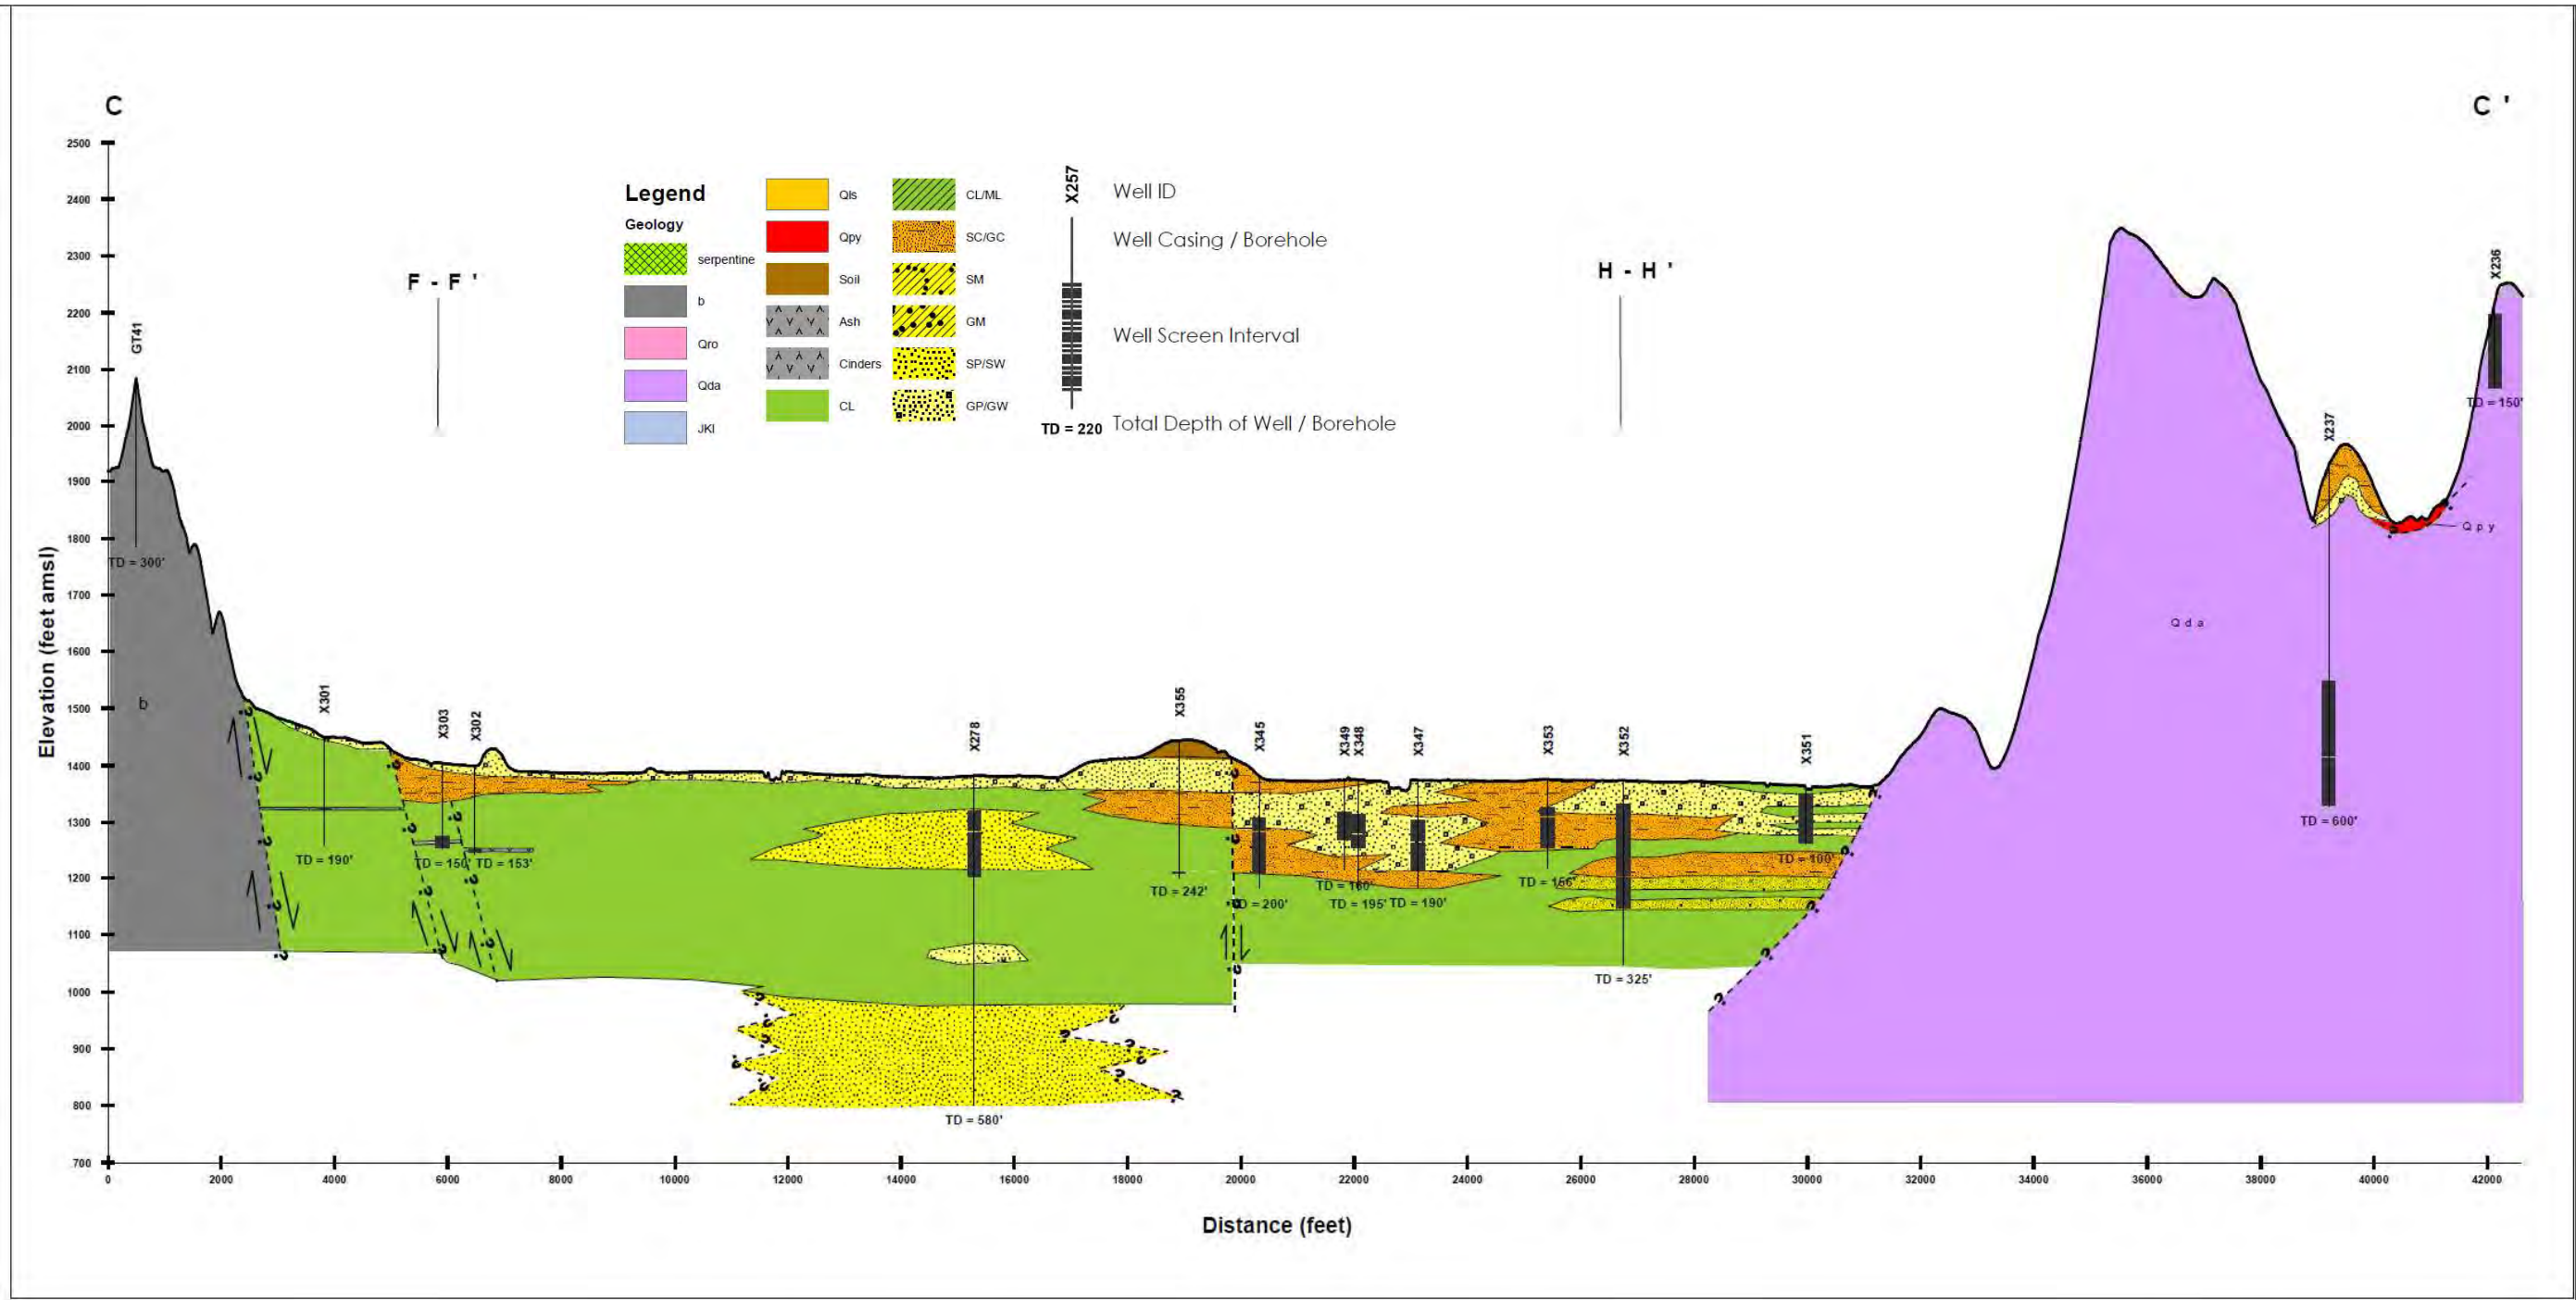 C
C '
F - F '
H - H '
Legend
Geology
serpentine
b
Qro
Qda
JKl
Qls
Qpy
Soil
Ash
Cinders
CL
CL/ML
SC/GC
SM
GM
SP/SW
GP/GW
X257
TD = 220
Well ID
Well Casing / Borehole
Well Screen Interval
Total Depth of Well / Borehole
Elevation (feet amsl)
2500
2400
2300
2200
2100
2000
1900
1800
1700
1600
1500
1400
1300
1200
1100
1000
900
800
700
GT41
TD = 300'
b
X301
TD = 190'
X303
TD = 150'
X302
TD = 153'
X278
TD = 580'
X355
TD = 242'
X345
TD = 200'
X349
TD = 160'
X348
TD = 195'
X347
TD = 190'
X353
TD = 156'
X352
TD = 325'
X351
TD = 100'
Qda
X237
TD = 600'
Qpy
X236
TD = 150'
0 2000 4000 6000 8000 10000 12000 14000 16000 18000 20000 22000 24000 26000 28000 30000 32000 34000 36000 38000 40000 42000
Distance (feet)